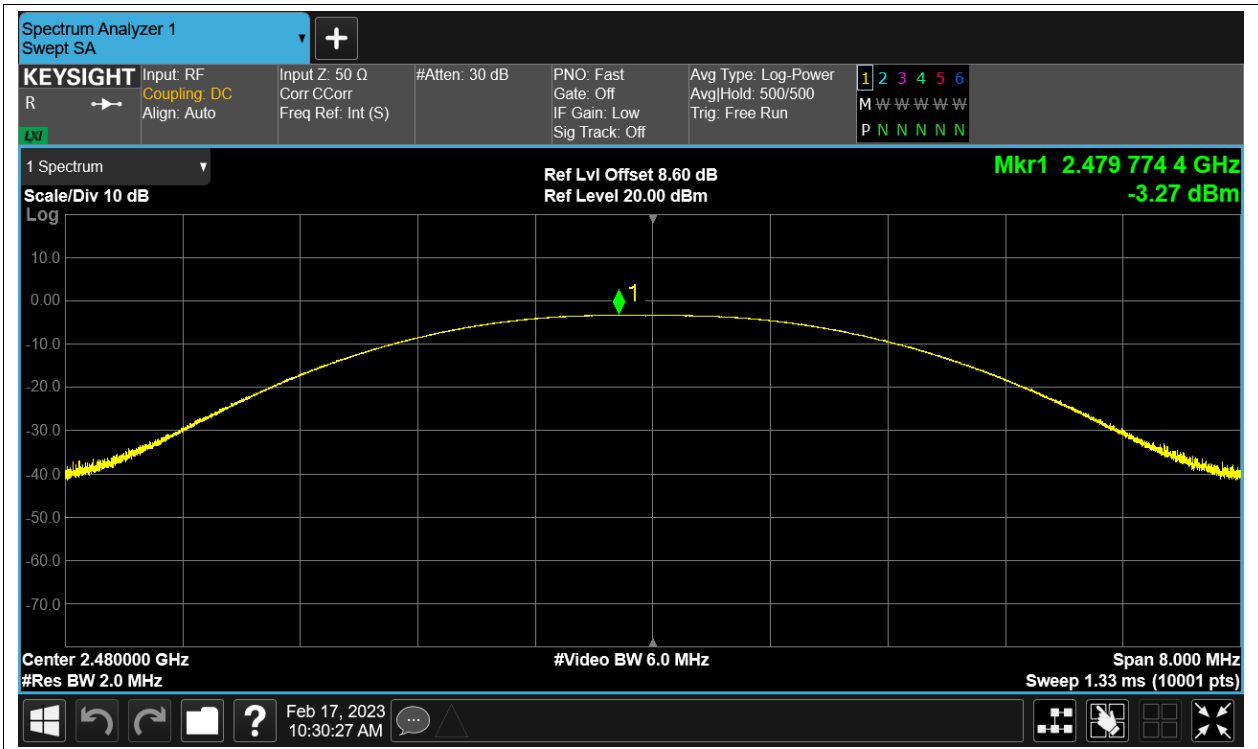 Spectrum Analyzer 1
Swept SA
KEYSIGHT
R
LXI
Input: RF
Coupling: DC
Align: Auto
Input Z: 50 Ω
Corr CCorr
Freq Ref: Int (S)
#Atten: 30 dB
PNO: Fast
Gate: Off
IF Gain: Low
Sig Track: Off
Avg Type: Log-Power
Avg|Hold: 500/500
Trig: Free Run
1 2 3 4 5 6
M W W W W W
P N N N N N
1 Spectrum
Scale/Div 10 dB
Log
Ref Lvl Offset 8.60 dB
Ref Level 20.00 dBm
Mkr1 2.479 774 4 GHz
-3.27 dBm
10.0
0.00
1
-10.0
-20.0
-30.0
-40.0
-50.0
-60.0
-70.0
Center 2.480000 GHz
#Res BW 2.0 MHz
#Video BW 6.0 MHz
Span 8.000 MHz
Sweep 1.33 ms (10001 pts)
?
Feb 17, 2023
10:30:27 AM